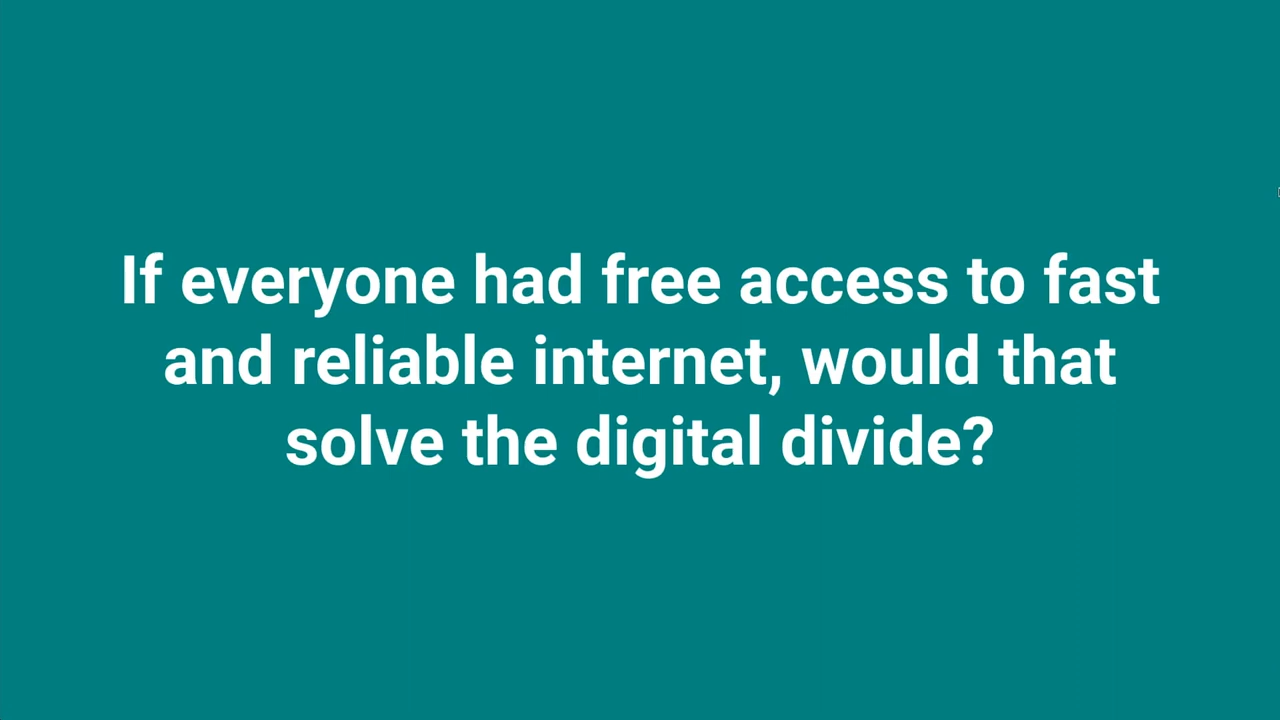 If everyone had free access to fast
and reliable internet, would that
solve the digital divide?